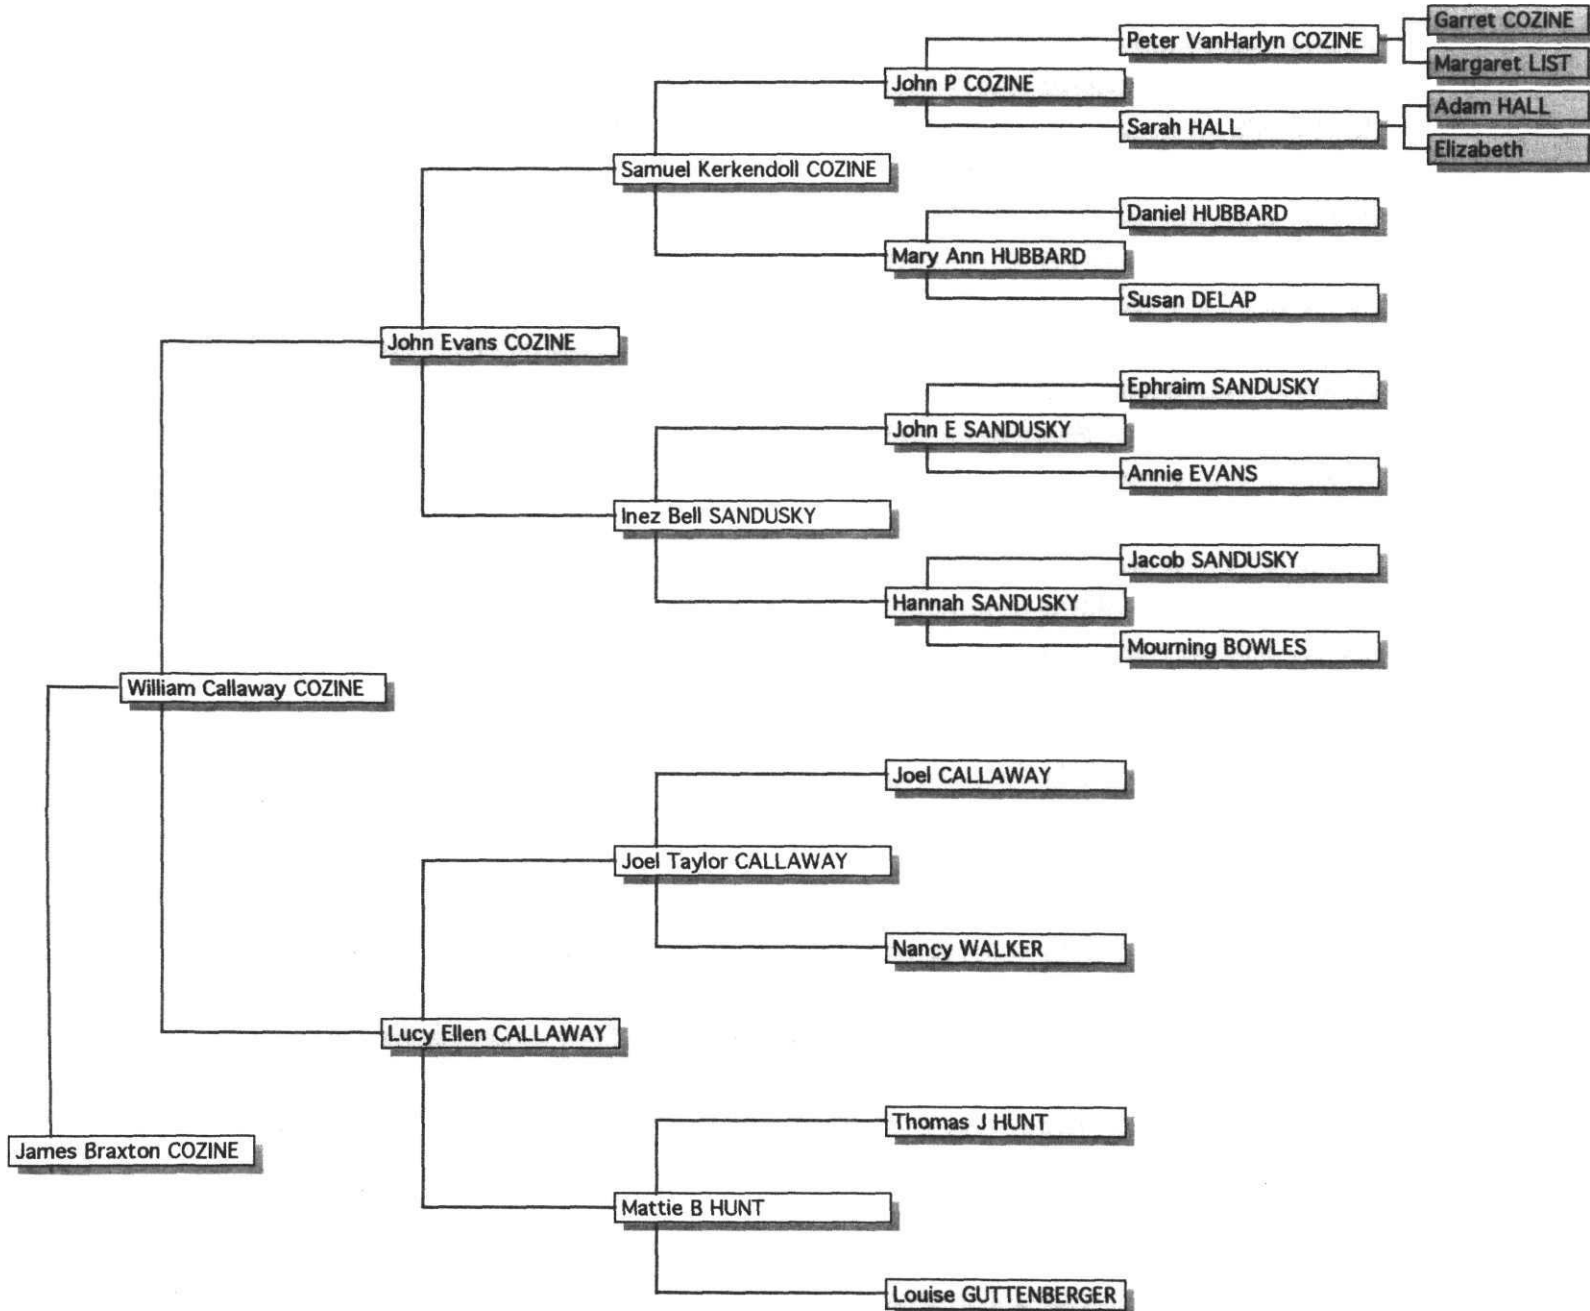 Garret COZINE
Peter VanHarlyn COZINE
Margaret LIST
John P COZINE
Adam HALL
Sarah HALL
Elizabeth
Samuel Kerkendoll COZINE
Daniel HUBBARD
Mary Ann HUBBARD
Susan DELAP
John Evans COZINE
Ephraim SANDUSKY
John E SANDUSKY
Annie EVANS
Inez Bell SANDUSKY
Jacob SANDUSKY
Hannah SANDUSKY
Mourning BOWLES
William Callaway COZINE
Joel CALLAWAY
Joel Taylor CALLAWAY
Nancy WALKER
Lucy Ellen CALLAWAY
Thomas J HUNT
James Braxton COZINE
Mattie B HUNT
Louise GUTTENBERGER